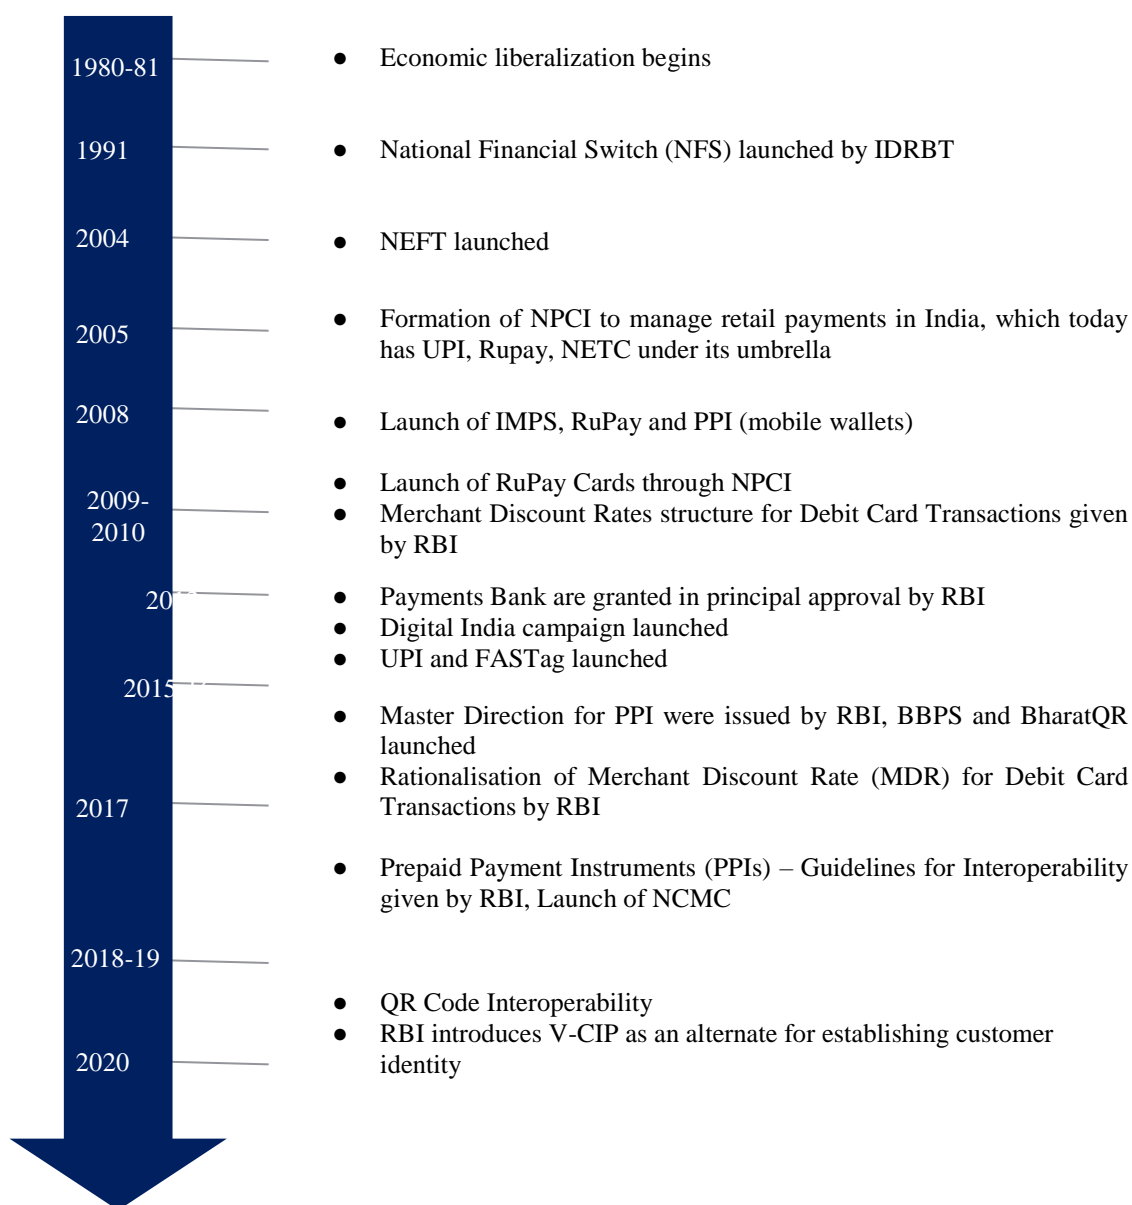 1980-81
● Economic liberalization begins
1991
● National Financial Switch (NFS) launched by IDRBT
2004
● NEFT launched
2005
● Formation of NPCI to manage retail payments in India, which today
has UPI, Rupay, NETC under its umbrella
2008
● Launch of IMPS, RuPay and PPI (mobile wallets)
2009-
2010
● Launch of RuPay Cards through NPCI
● Merchant Discount Rates structure for Debit Card Transactions given
by RBI
● Payments Bank are granted in principal approval by RBI
● Digital India campaign launched
● UPI and FASTag launched
● Master Direction for PPI were issued by RBI, BBPS and BharatQR
launched
● Rationalisation of Merchant Discount Rate (MDR) for Debit Card
Transactions by RBI
2017
● Prepaid Payment Instruments (PPIs) – Guidelines for Interoperability
given by RBI, Launch of NCMC
2018-19
● QR Code Interoperability
● RBI introduces V-CIP as an alternate for establishing customer
identity
2020